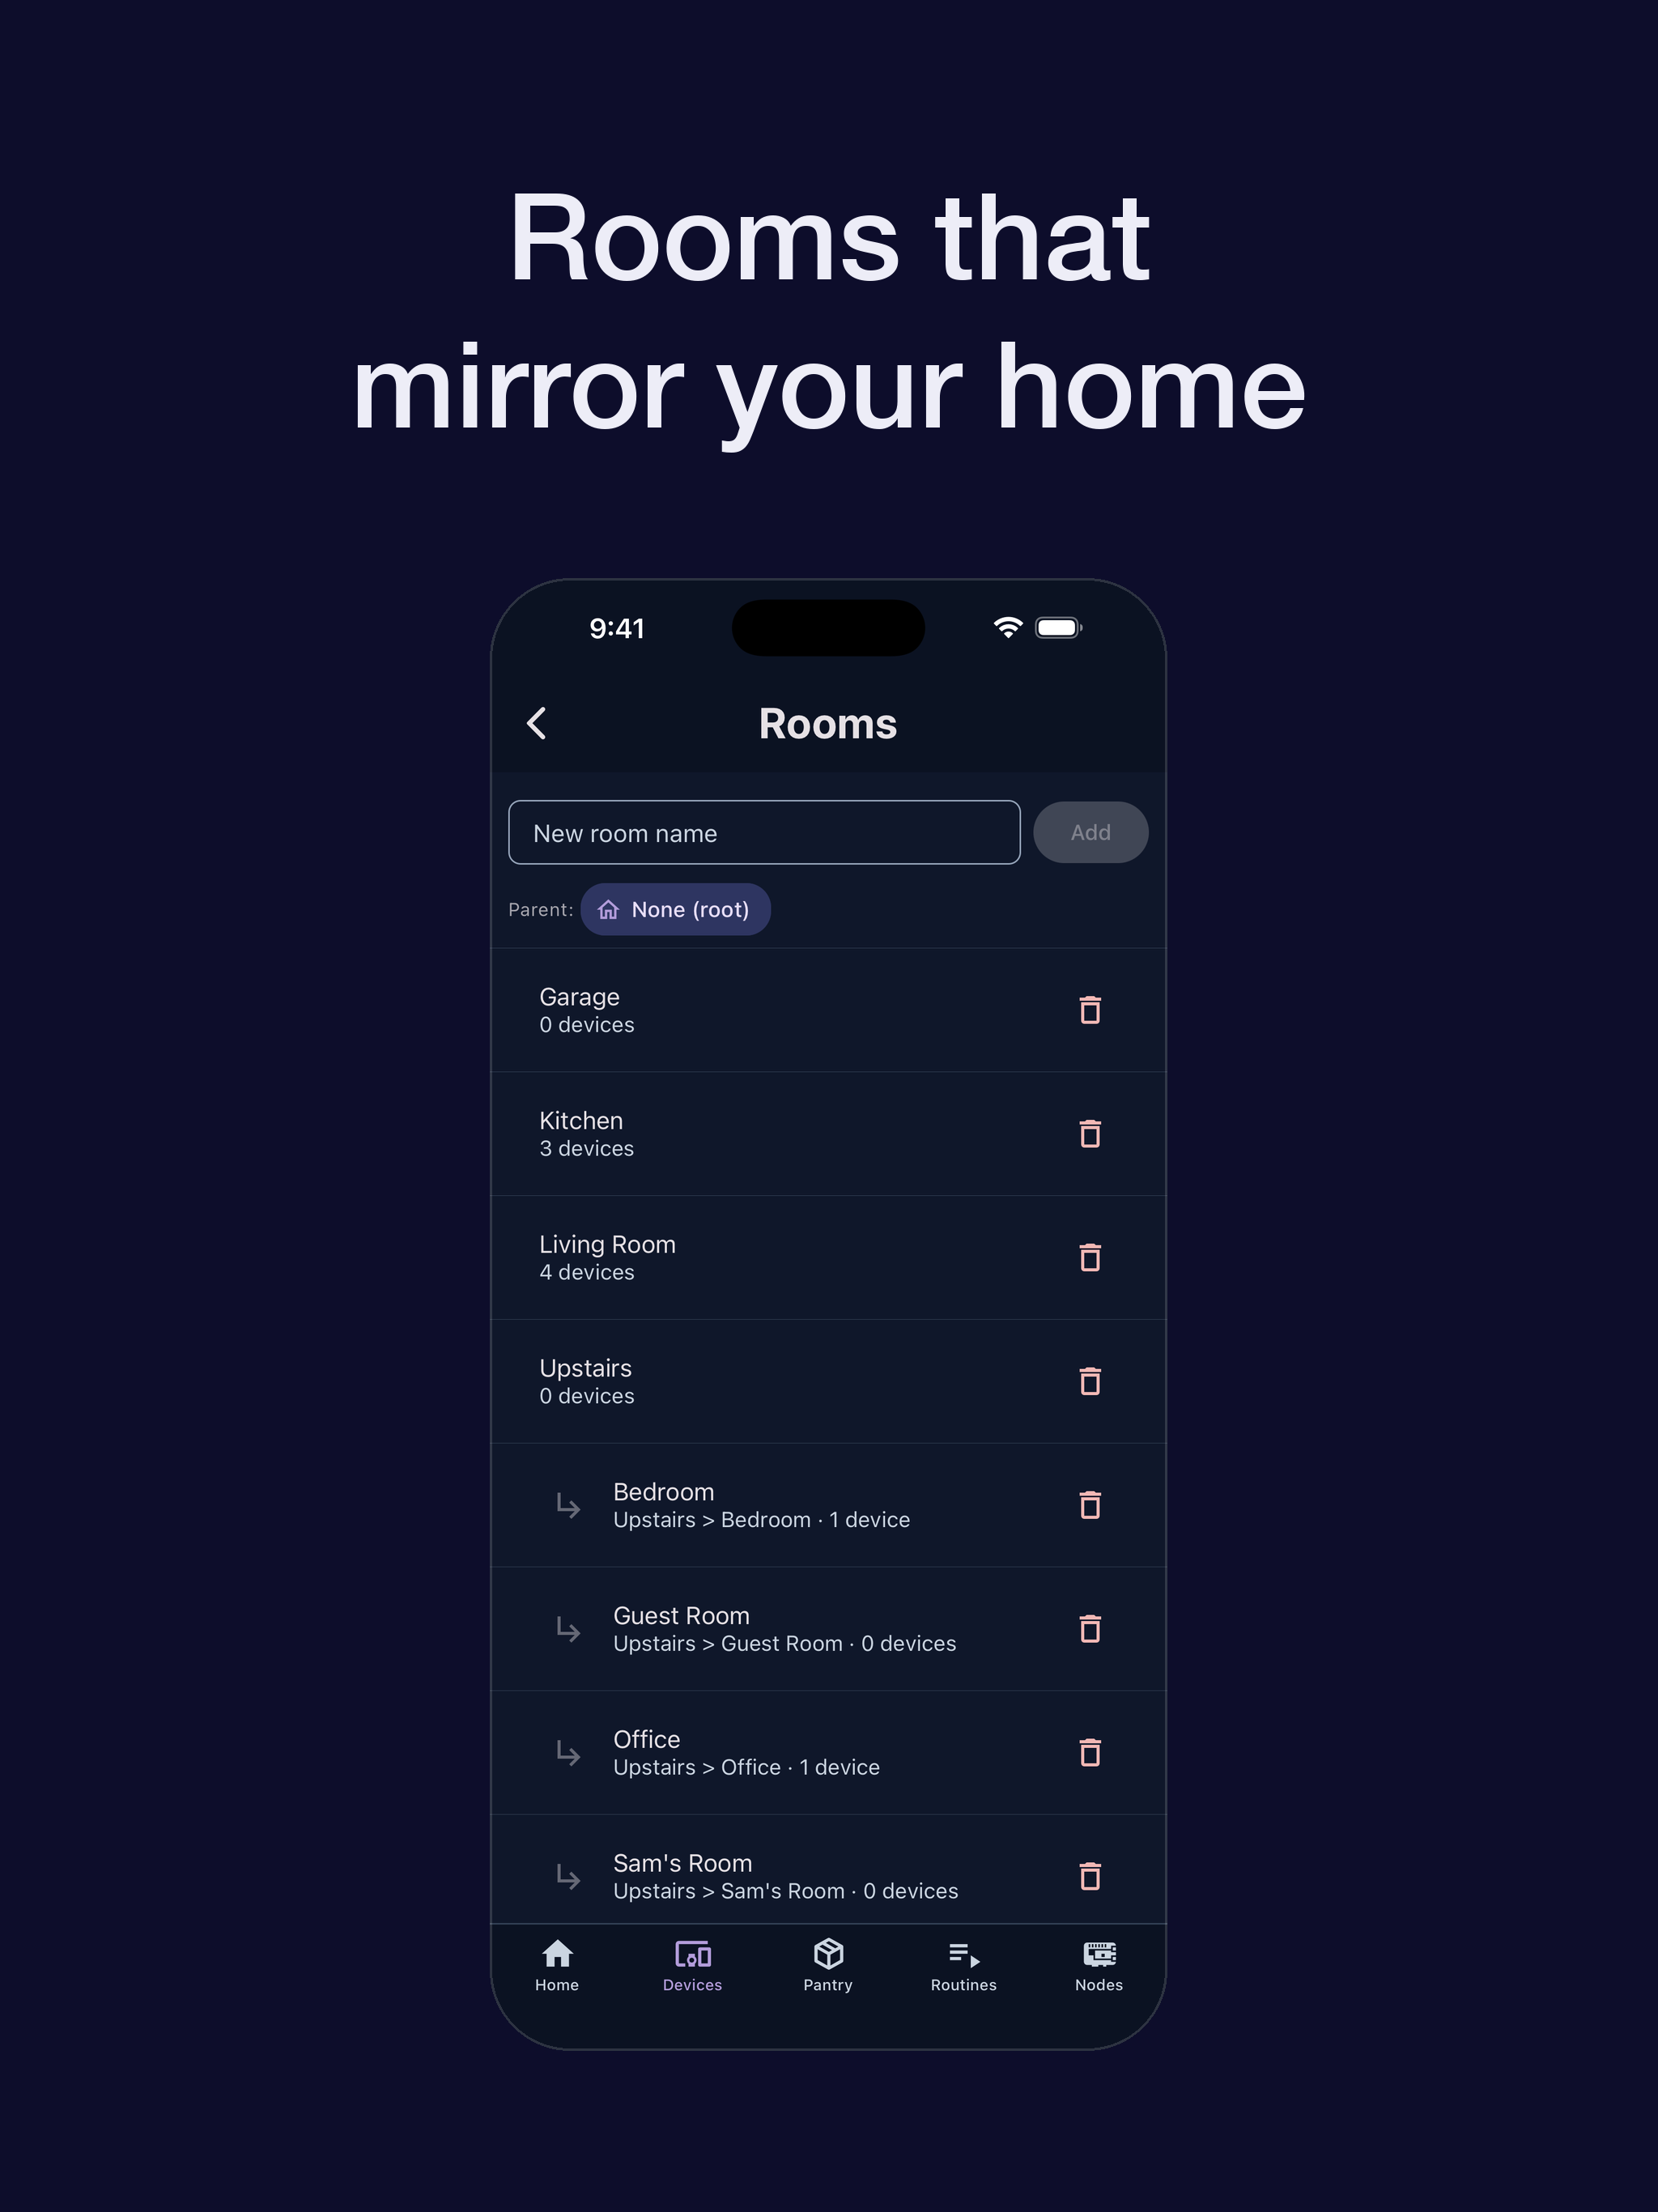 Rooms that
mirror your home
9:41
Rooms
New room name
Add
Parent:
None (root)
Garage
0 devices
Kitchen
3 devices
Living Room
4 devices
Upstairs
0 devices
Bedroom
Upstairs > Bedroom · 1 device
Guest Room
Upstairs > Guest Room · 0 devices
Office
Upstairs > Office · 1 device
Sam's Room
Upstairs > Sam's Room · 0 devices
Home
Devices
Pantry
Routines
Nodes